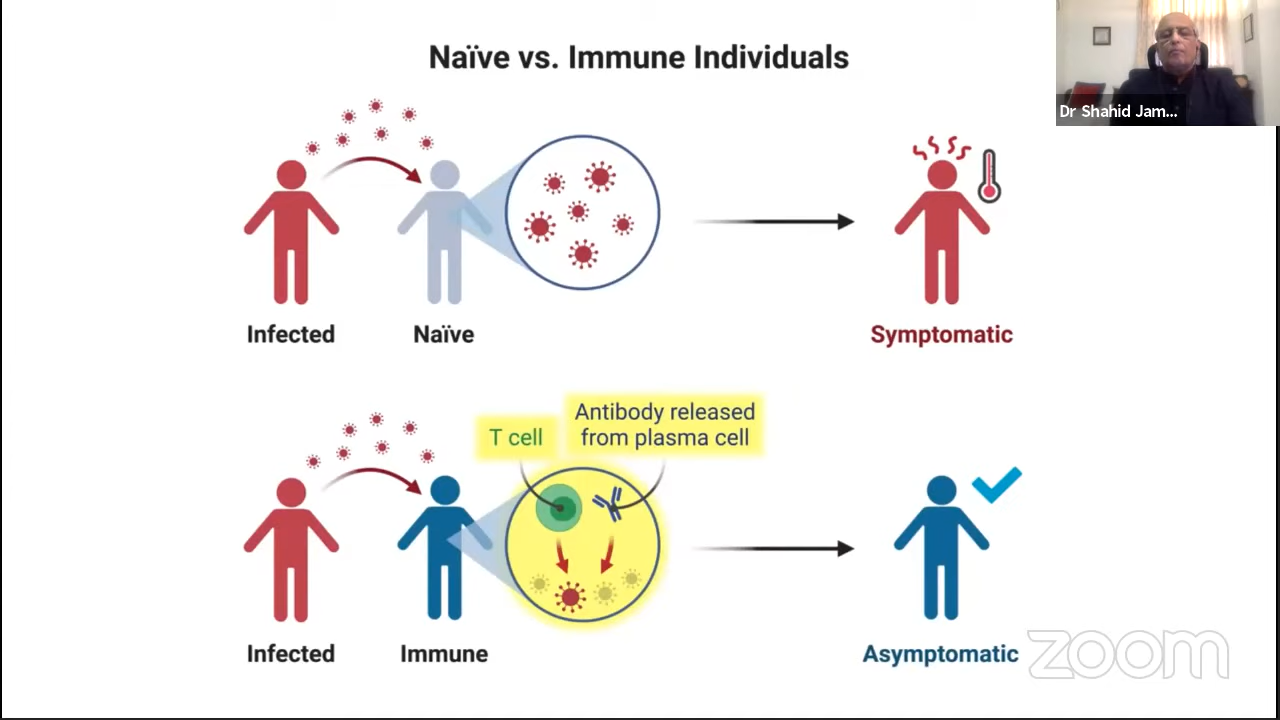 Naïve vs. Immune Individuals
Dr Shahid Jam...
Infected
Naïve
Symptomatic
T cell
Antibody released
from plasma cell
Infected
Immune
Asymptomatic
zoom